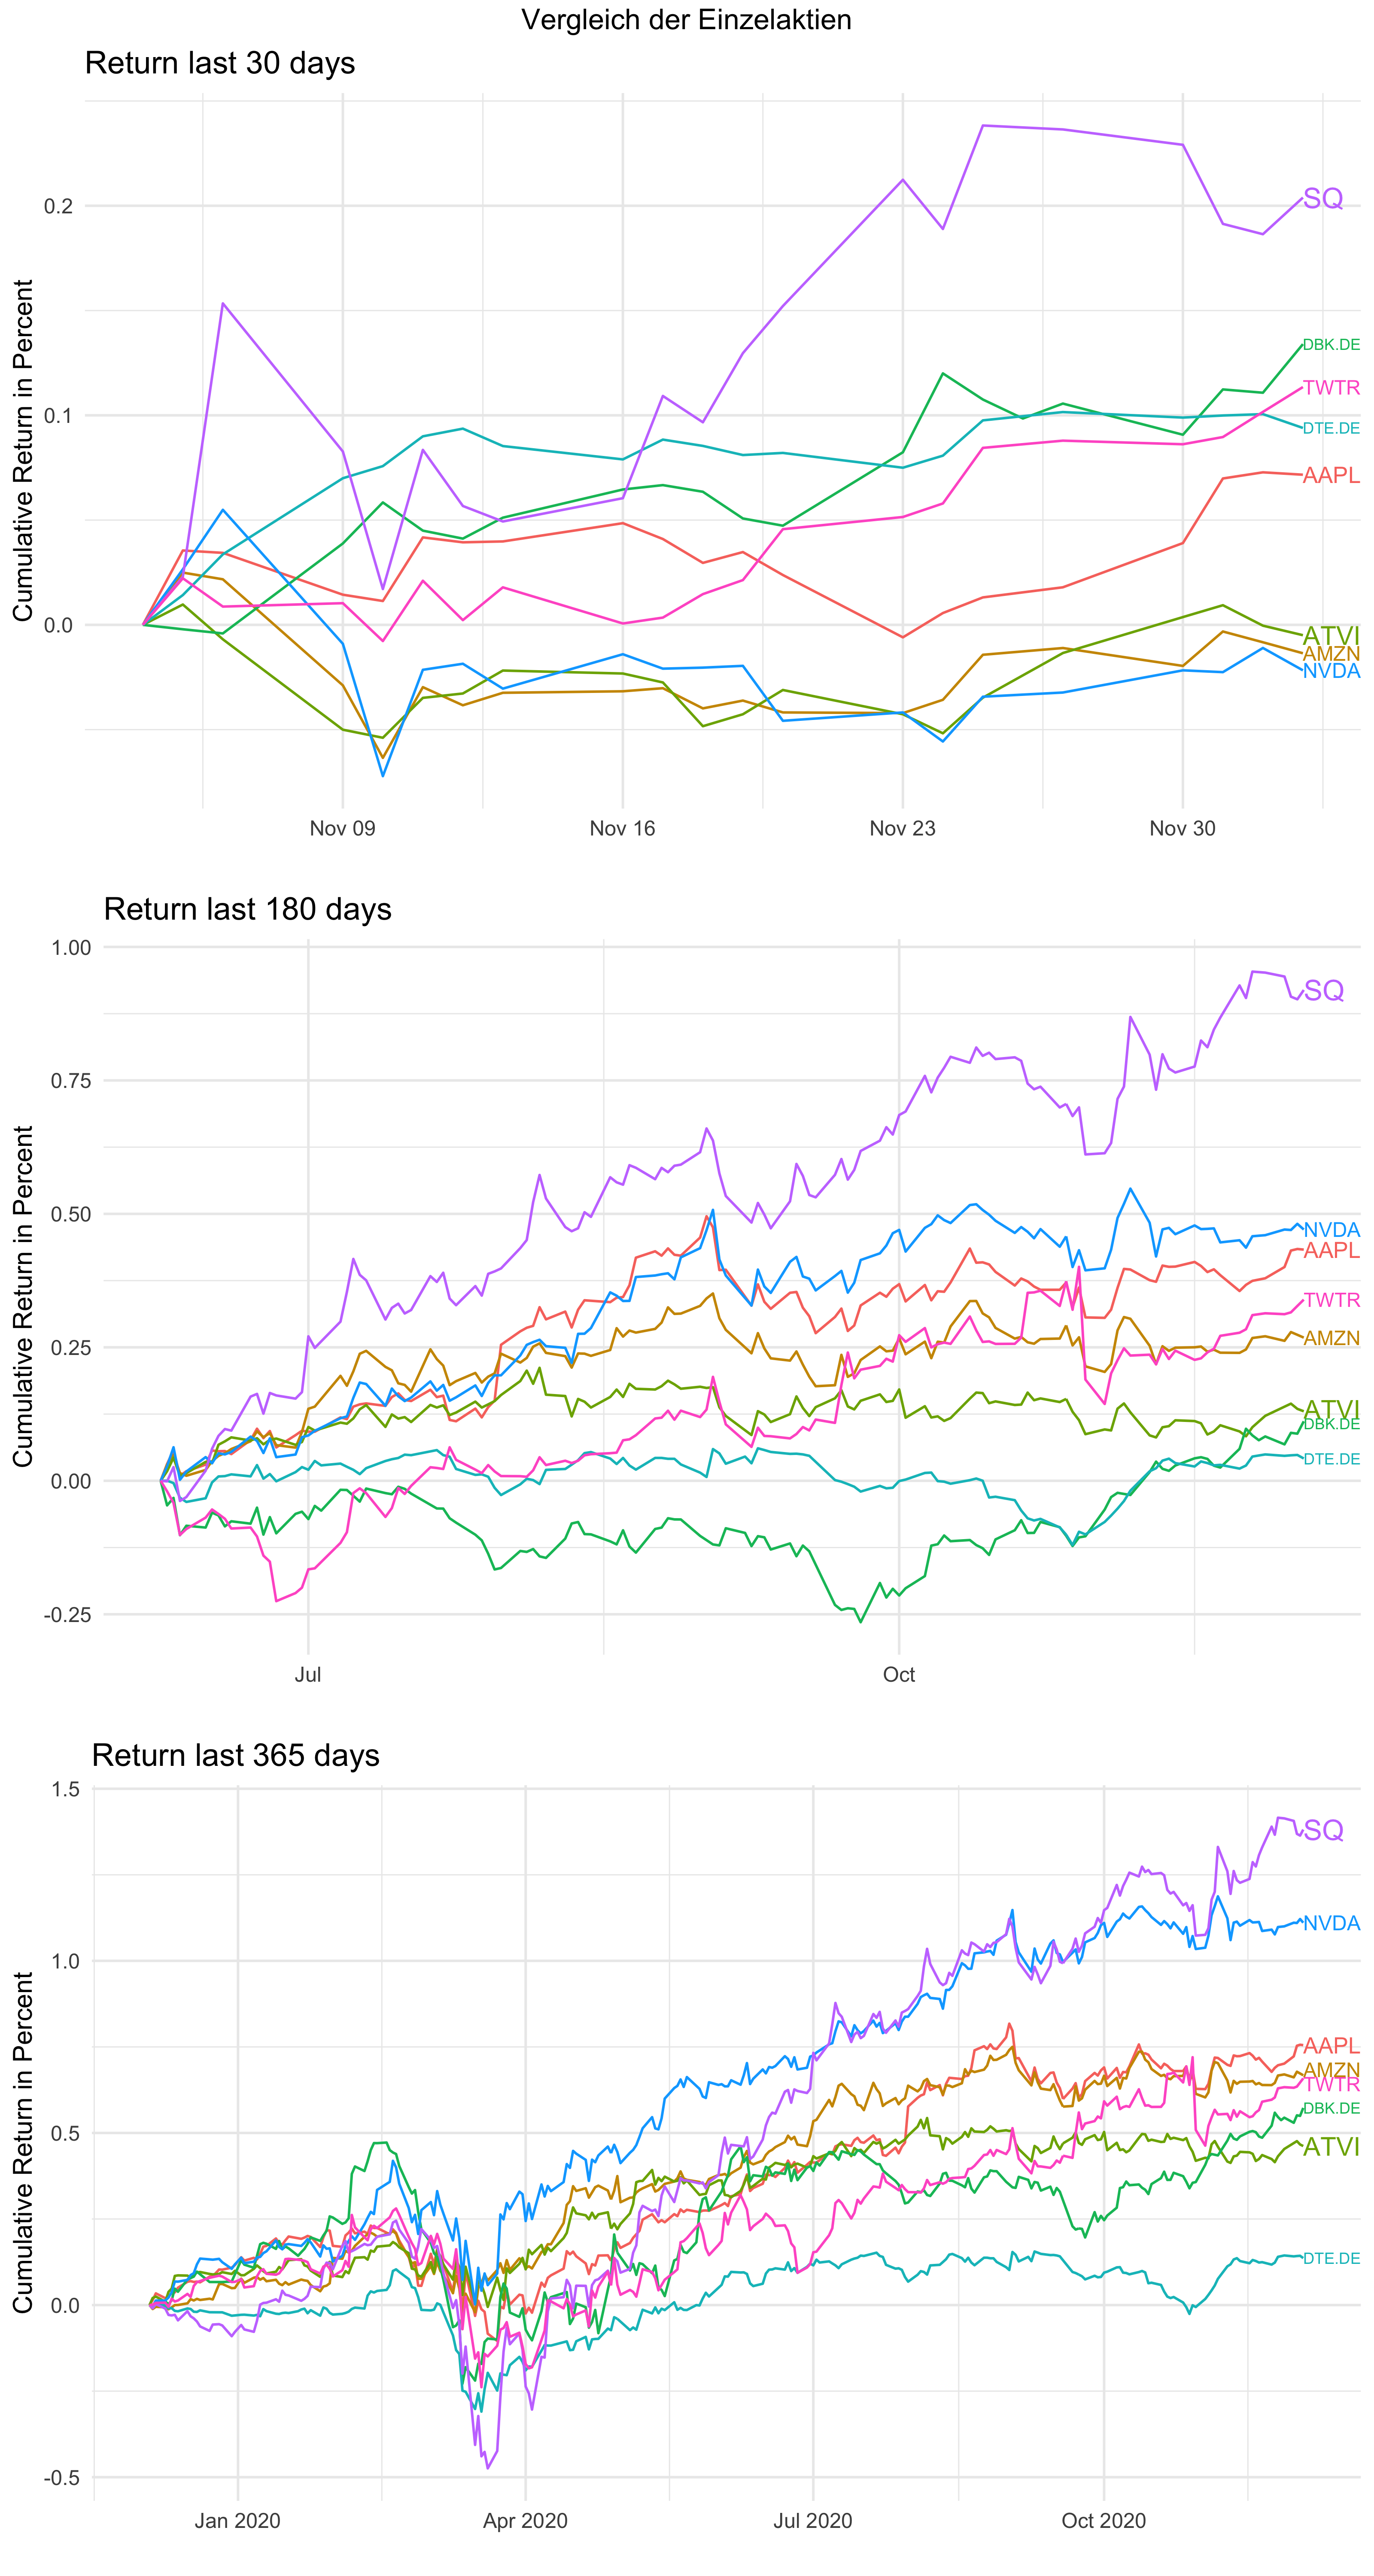 Vergleich der Einzelaktien
Return last 30 days
Cumulative Return in Percent
0.2
0.1
0.0
SQ
DBK.DE
TWTR
DTE.DE
AAPL
ATVI
AMZN
NVDA
Nov 09 Nov 16 Nov 23 Nov 30
Return last 180 days
Cumulative Return in Percent
1.00
0.75
0.50
0.25
0.00
-0.25
SQ
NVDA
AAPL
TWTR
AMZN
ATVI
DBK.DE
DTE.DE
Jul Oct
Return last 365 days
Cumulative Return in Percent
1.5
1.0
0.5
0.0
-0.5
SQ
NVDA
AAPL
AMZN
TWTR
DBK.DE
ATVI
DTE.DE
Jan 2020 Apr 2020 Jul 2020 Oct 2020